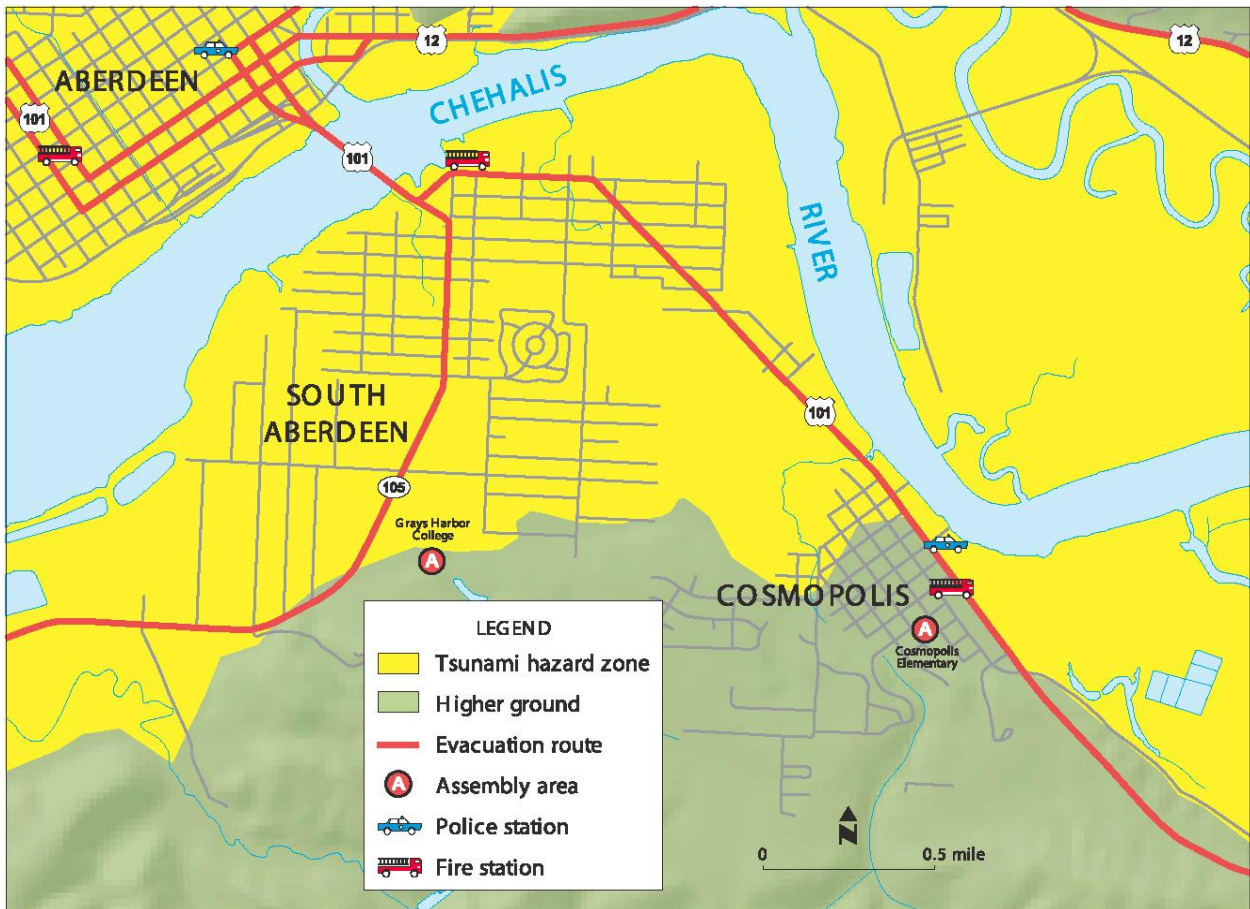 12
12
ABERDEEN
CHEHALIS
101
101
RIVER
SOUTH
ABERDEEN
101
105
Grays Harbor
College
A
COSMOPOLIS
A
Cosmopolis
Elementary
LEGEND
Tsunami hazard zone
Higher ground
Evacuation route
A
Assembly area
Police station
Fire station
N
0
0.5 mile